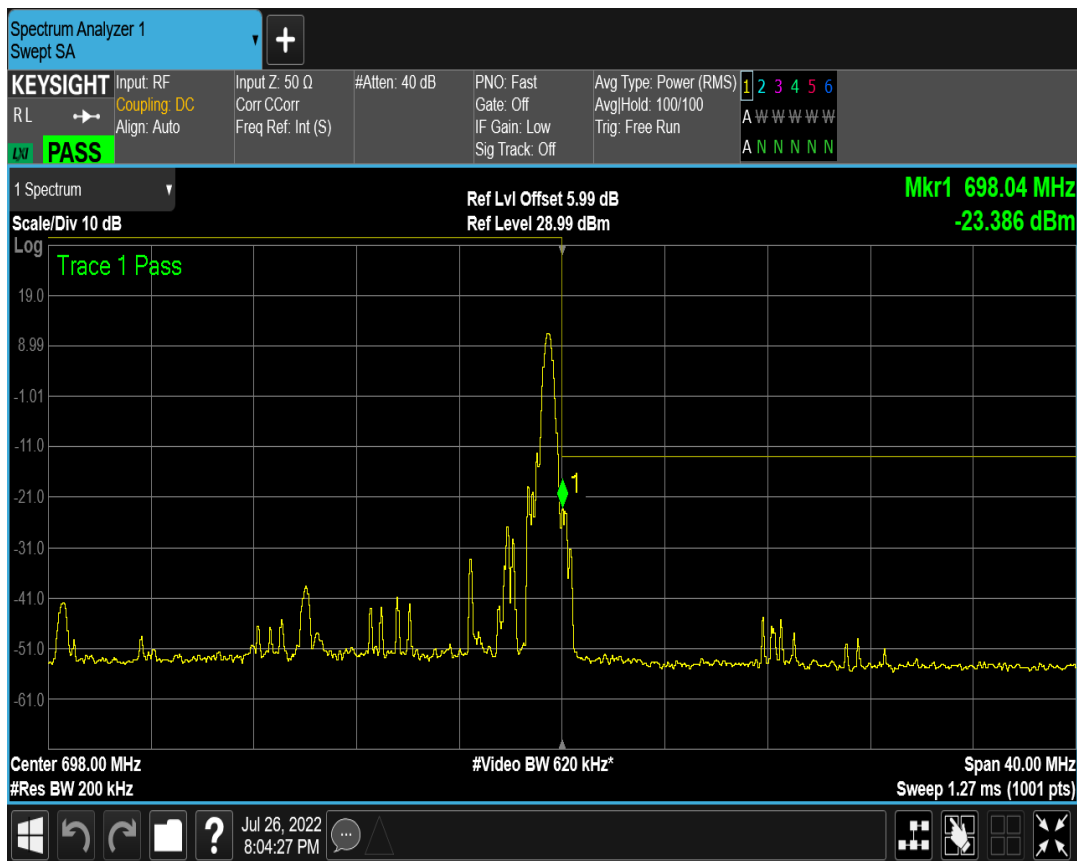 Spectrum Analyzer 1
Swept SA
+
KEYSIGHT
R L
LXI
PASS
Input: RF
Coupling: DC
Align: Auto
Input Z: 50 Ω
Corr CCorr
Freq Ref: Int (S)
#Atten: 40 dB
PNO: Fast
Gate: Off
IF Gain: Low
Sig Track: Off
Avg Type: Power (RMS)
Avg|Hold: 100/100
Trig: Free Run
1 2 3 4 5 6
A W W W W W
A N N N N N
1 Spectrum
Scale/Div 10 dB
Ref Lvl Offset 5.99 dB
Ref Level 28.99 dBm
Mkr1 698.04 MHz
-23.386 dBm
Log
Trace 1 Pass
19.0
8.99
-1.01
-11.0
1
-21.0
-31.0
-41.0
-51.0
-61.0
Center 698.00 MHz
#Video BW 620 kHz*
Span 40.00 MHz
#Res BW 200 kHz
Sweep 1.27 ms (1001 pts)
?
Jul 26, 2022
8:04:27 PM